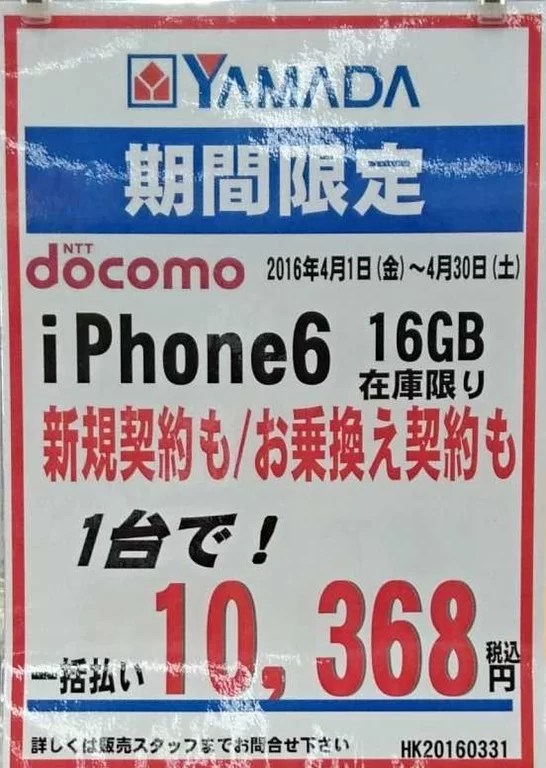 YAMADA
期間限定
NTT
docomo 2016年4月1日(金)~4月30日(土)
iPhone6 16GB
在庫限り
新規契約も/お乗換え契約も
1台で!
一括払い 10,368 税込
円
詳しくは販売スタッフまでお問合せ下さい HK20160331